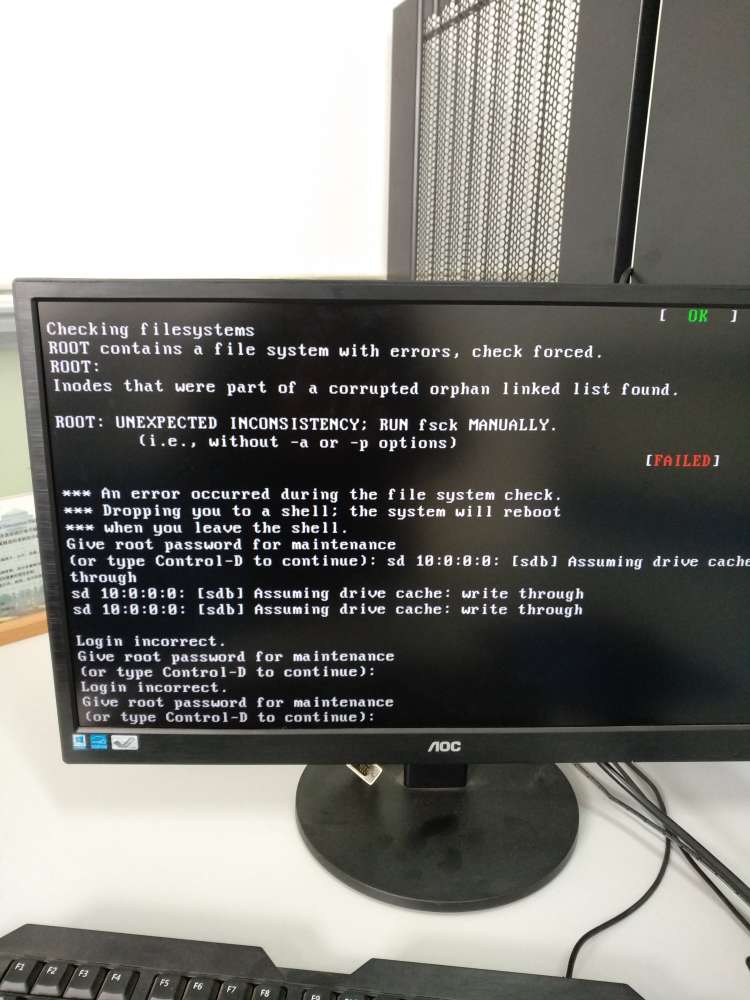 [ OK ]
Checking filesystems
ROOT contains a file system with errors, check forced.
ROOT:
Inodes that were part of a corrupted orphan linked list found.
ROOT: UNEXPECTED INCONSISTENCY; RUN fsck MANUALLY.
(i.e., without -a or -p options)
[FAILED]
*** An error occurred during the file system check.
*** Dropping you to a shell; the system will reboot
*** when you leave the shell.
Give root password for maintenance
(or type Control-D to continue): sd 10:0:0:0: [sdb] Assuming drive cache
through
sd 10:0:0:0: [sdb] Assuming drive cache: write through
sd 10:0:0:0: [sdb] Assuming drive cache: write through
Login incorrect.
Give root password for maintenance
(or type Control-D to continue):
Login incorrect.
Give root password for maintenance
(or type Control-D to continue):
AOC
F1 F2 F3 F4 F5 F6 F7 F8 F9